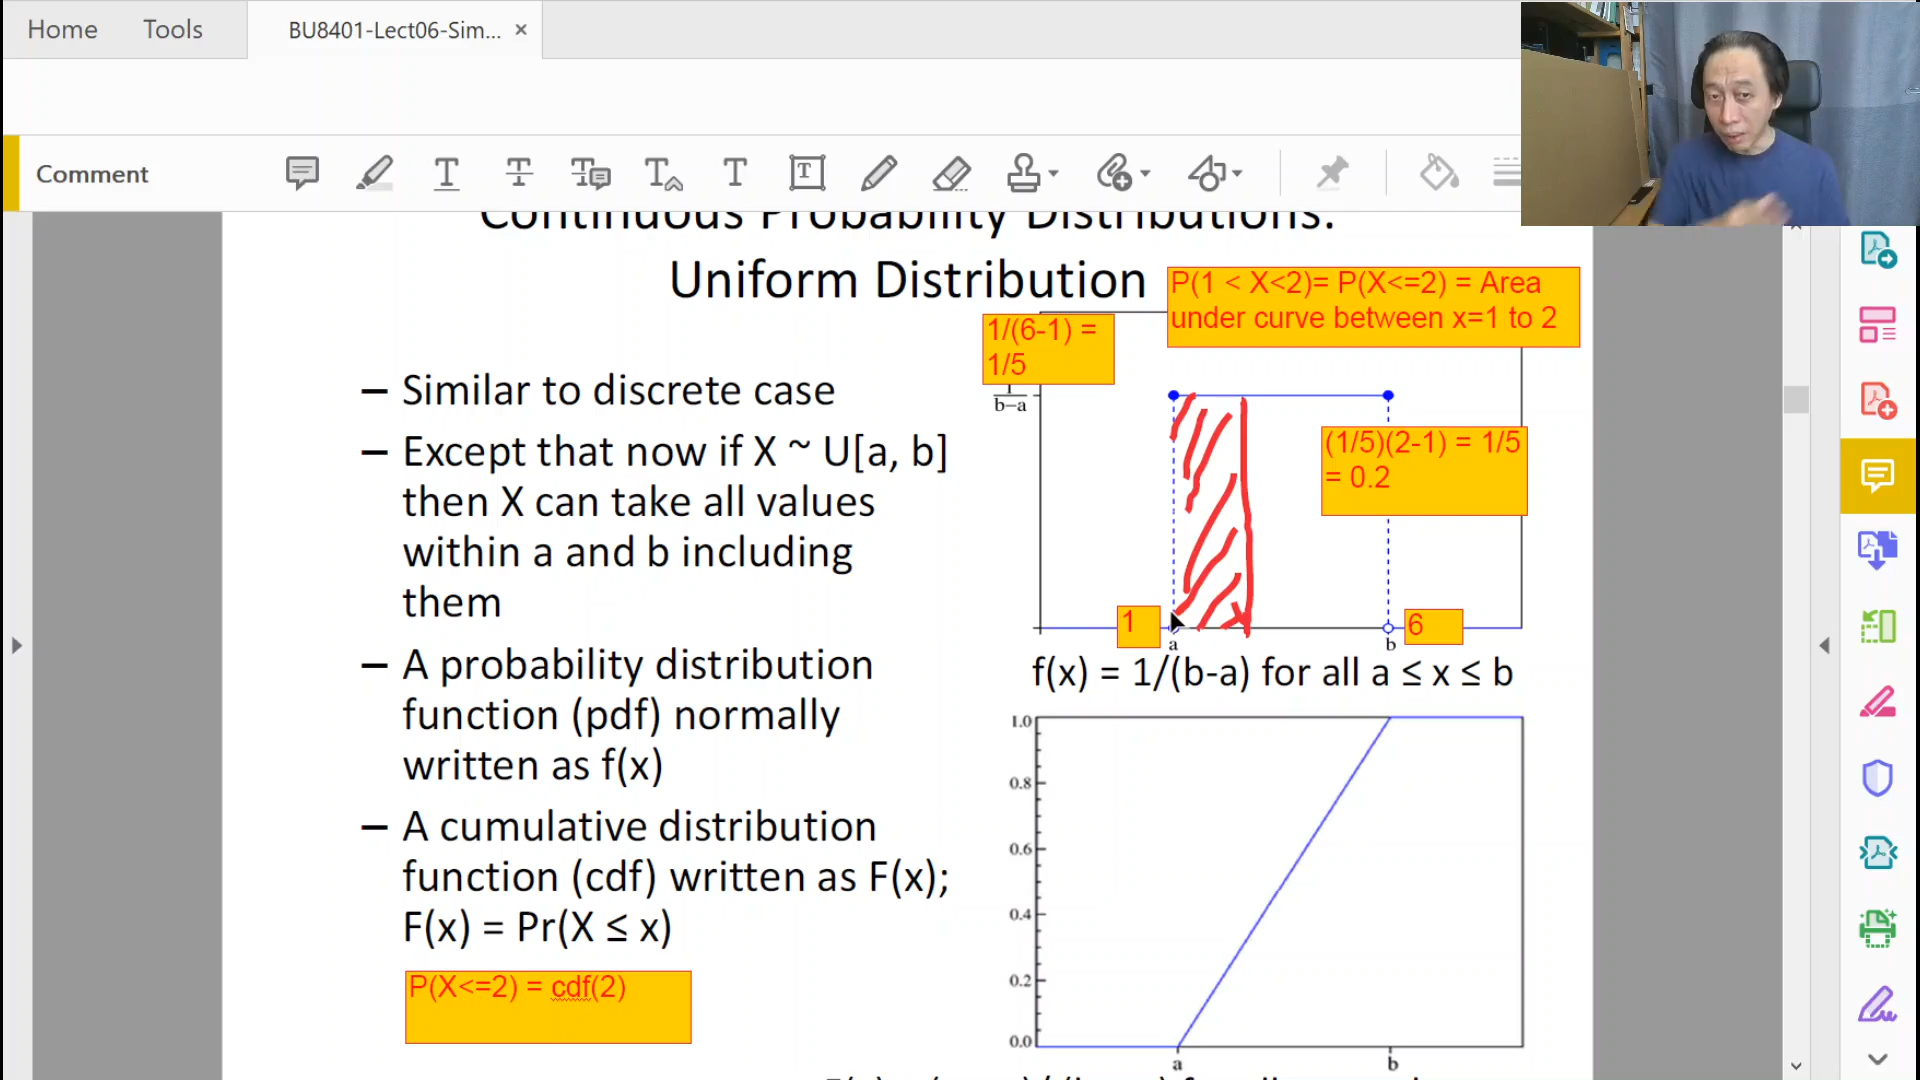 Home
Tools
BU8401-Lect06-Sim... ×
Comment
Continuous Probability Distributions:
Uniform Distribution
P(1 < X<2)= P(X<=2) = Area
under curve between x=1 to 2
1/(6-1) =
1/5
1
b–a
– Similar to discrete case
– Except that now if X ~ U[a, b]
then X can take all values
within a and b including
them
– A probability distribution
function (pdf) normally
written as f(x)
– A cumulative distribution
function (cdf) written as F(x);
F(x) = Pr(X ≤ x)
P(X<=2) = cdf(2)
(1/5)(2-1) = 1/5
= 0.2
1
6
a
b
f(x) = 1/(b-a) for all a ≤ x ≤ b
1.0
0.8
0.6
0.4
0.2
0.0
a
b